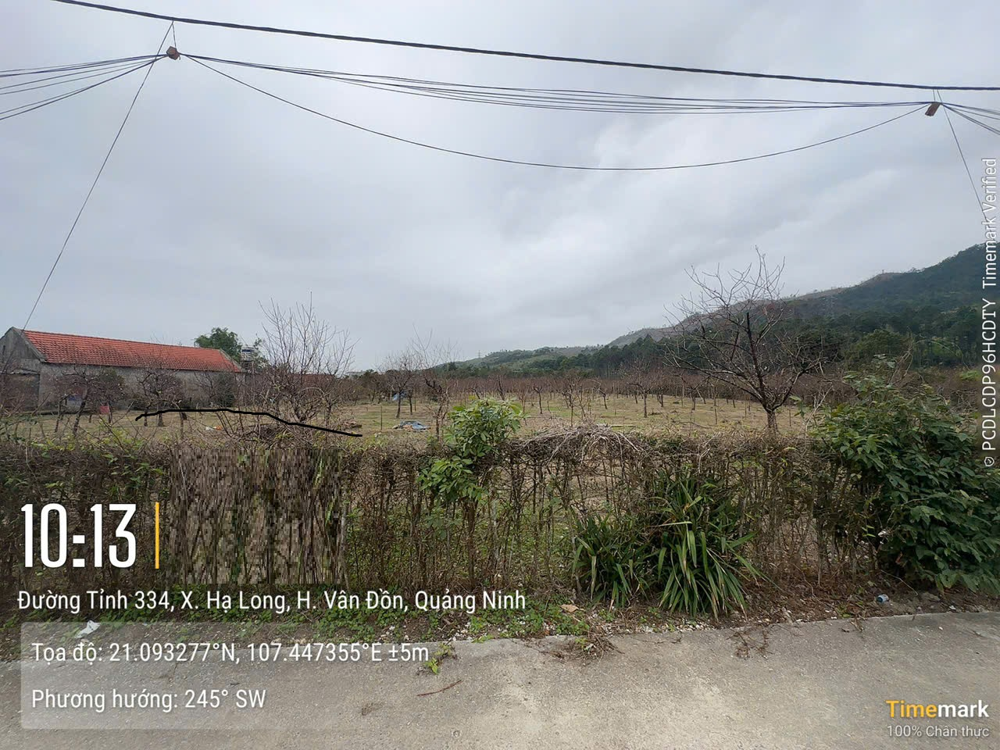 10:13
Đường Tỉnh 334, X. Hạ Long, H. Vân Đồn, Quảng Ninh
Tọa độ: 21.093277°N, 107.447355°E ±5m
Phương hướng: 245° SW
Timemark
100% Chân thực
© PCDLCDP96HCDTY Timemark Verified